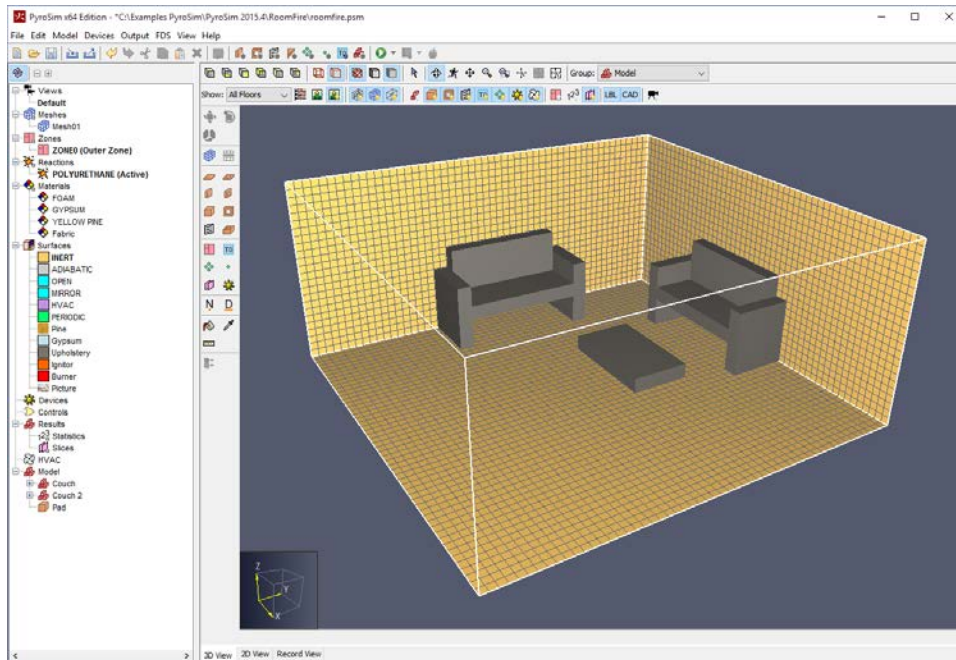 PyroSim x64 Edition - "C:\Examples PyroSim\PyroSim 2015.4\RoomFire\roomfire.psm
File Edit Model Devices Output FDS View Help
Group: Model
Show: All Floors
LBL CAD
Views
Default
Meshes
Mesh01
Zones
ZONE0 (Outer Zone)
Reactions
POLYURETHANE (Active)
Materials
FOAM
GYPSUM
YELLOW PINE
Fabric
Surfaces
INERT
ADIABATIC
OPEN
MIRROR
HVAC
PERIODIC
Pine
Gypsum
Upholstery
Ignitor
Burner
Picture
Devices
Controls
Results
Statistics
Slices
HVAC
Model
Couch
Couch 2
Pad
N D
Z
Y
X
3D View 2D View Record View